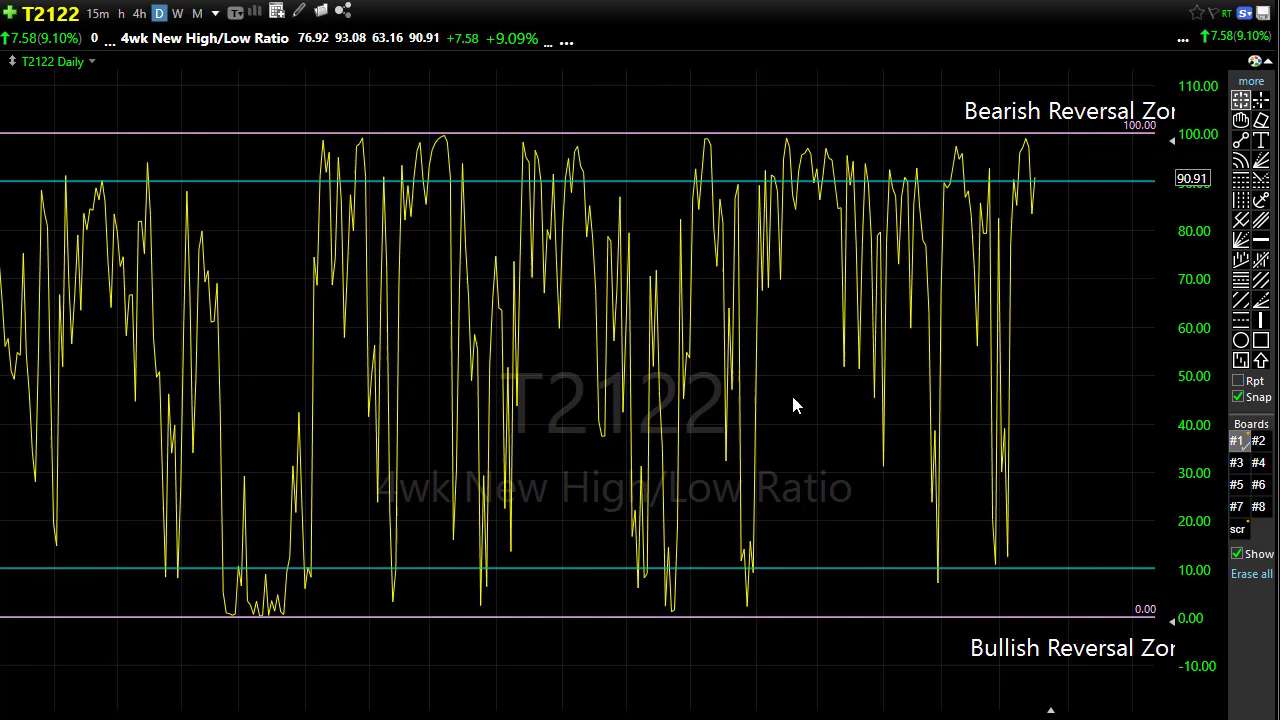 T2122 15m h 4h D W M T RT S
7.58(9.10%) 0 ... 4wk New High/Low Ratio 76.92 93.08 63.16 90.91 +7.58 +9.09% ... ... ... 7.58(9.10%)
T2122 Daily
more
110.00
Bearish Reversal Zon
100.00
100.00
90.91
80.00
70.00
60.00
50.00
40.00
30.00
20.00
10.00
0.00
0.00
-10.00
Bullish Reversal Zon
T2122
4wk New High/Low Ratio
T
Rpt
Snap
Boards
#1 #2
#3 #4
#5 #6
#7 #8
scr
Show
Erase all